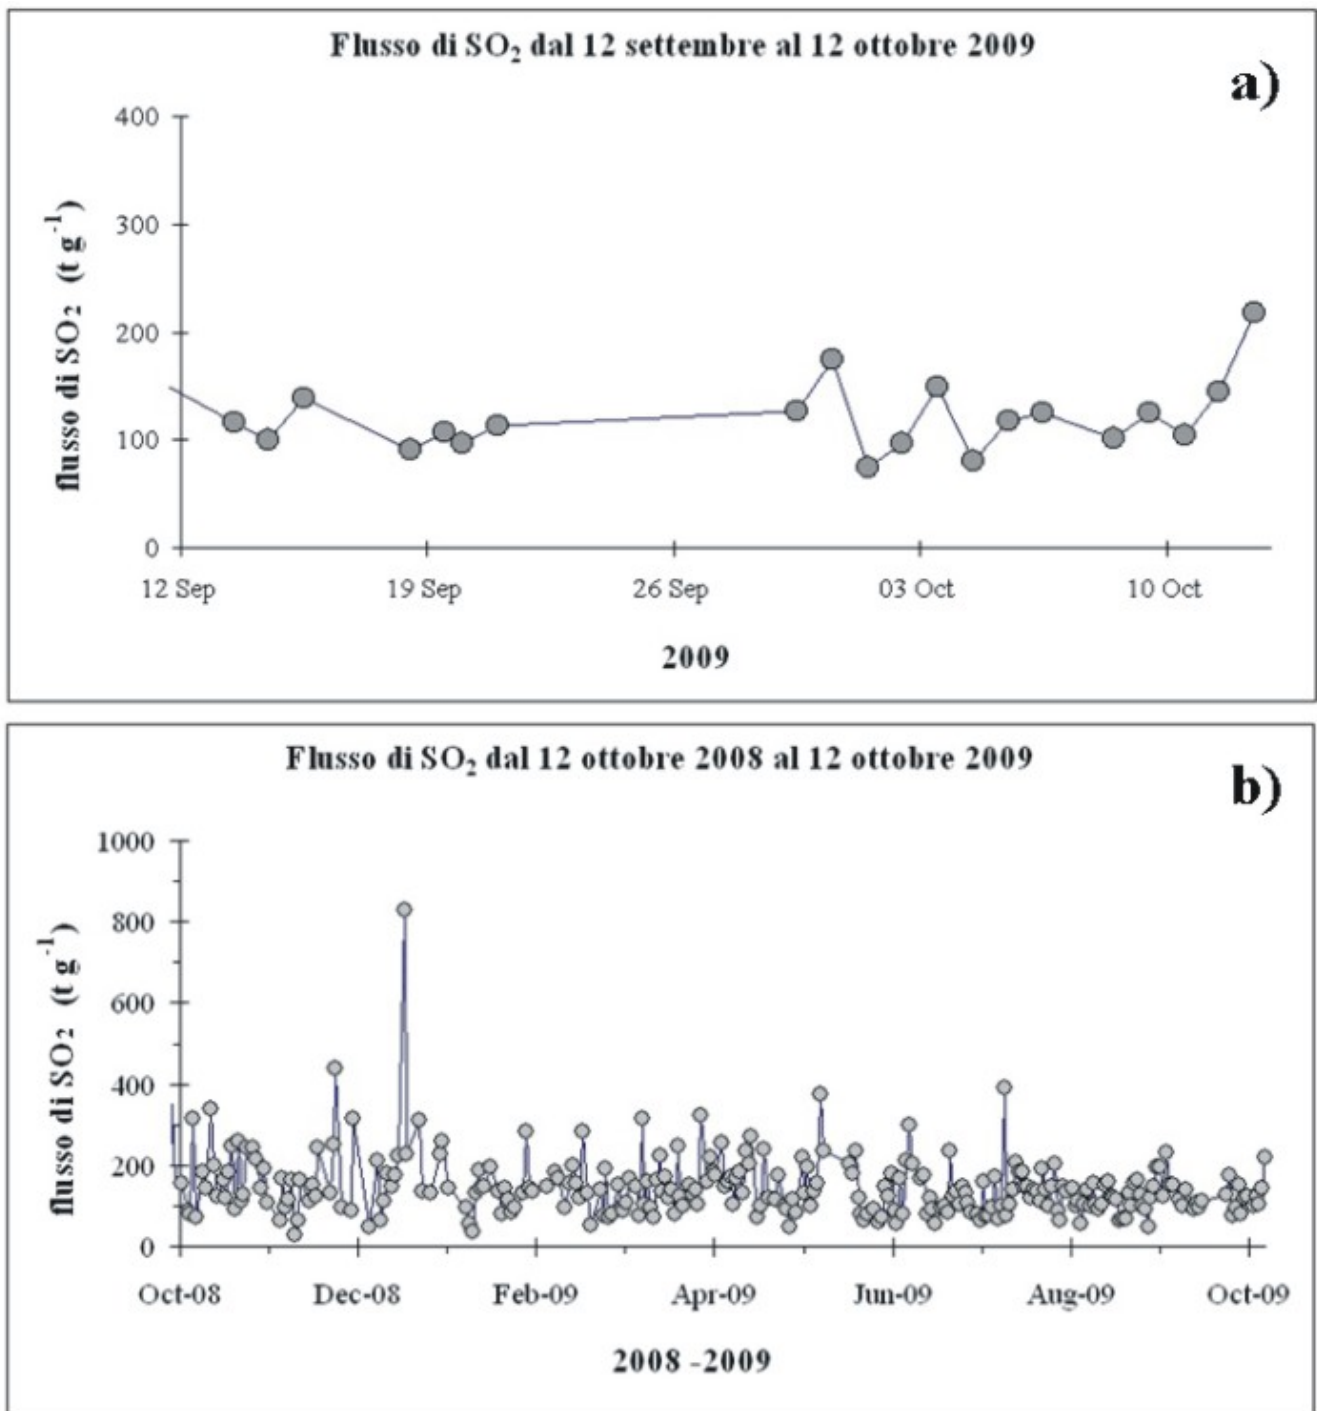 Flusso di SO₂ dal 12 settembre al 12 ottobre 2009
a)
flusso di SO₂ (t g⁻¹)
400
300
200
100
0
12 Sep 19 Sep 26 Sep 03 Oct 10 Oct
2009
Flusso di SO₂ dal 12 ottobre 2008 al 12 ottobre 2009
b)
flusso di SO₂ (t g⁻¹)
1000
800
600
400
200
0
Oct-08 Dec-08 Feb-09 Apr-09 Jun-09 Aug-09 Oct-09
2008 -2009